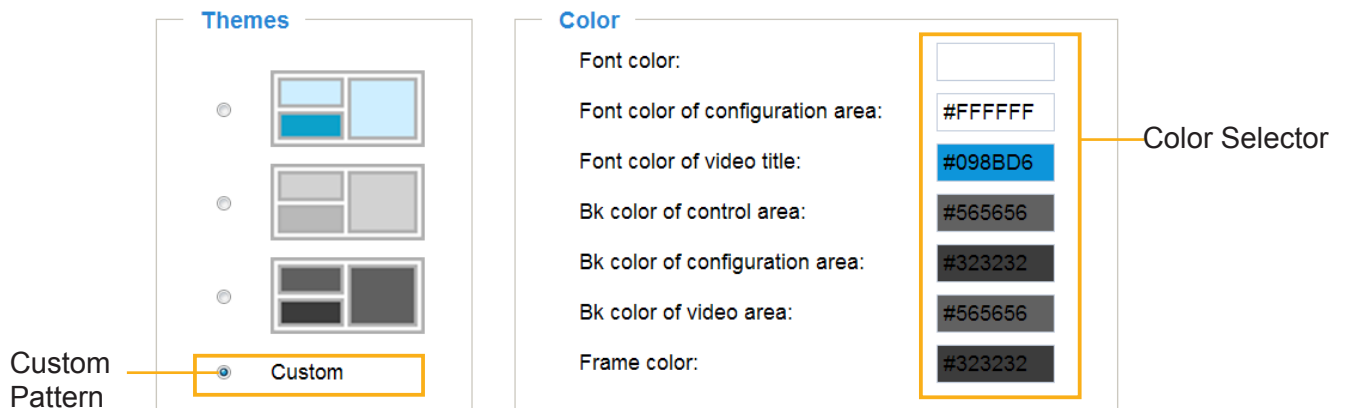 Themes
Custom
Custom
Pattern
Color
Font color:
Font color of configuration area: #FFFFFF
Font color of video title: #098BD6
Bk color of control area: #565656
Bk color of configuration area: #323232
Bk color of video area: #565656
Frame color: #323232
Color Selector